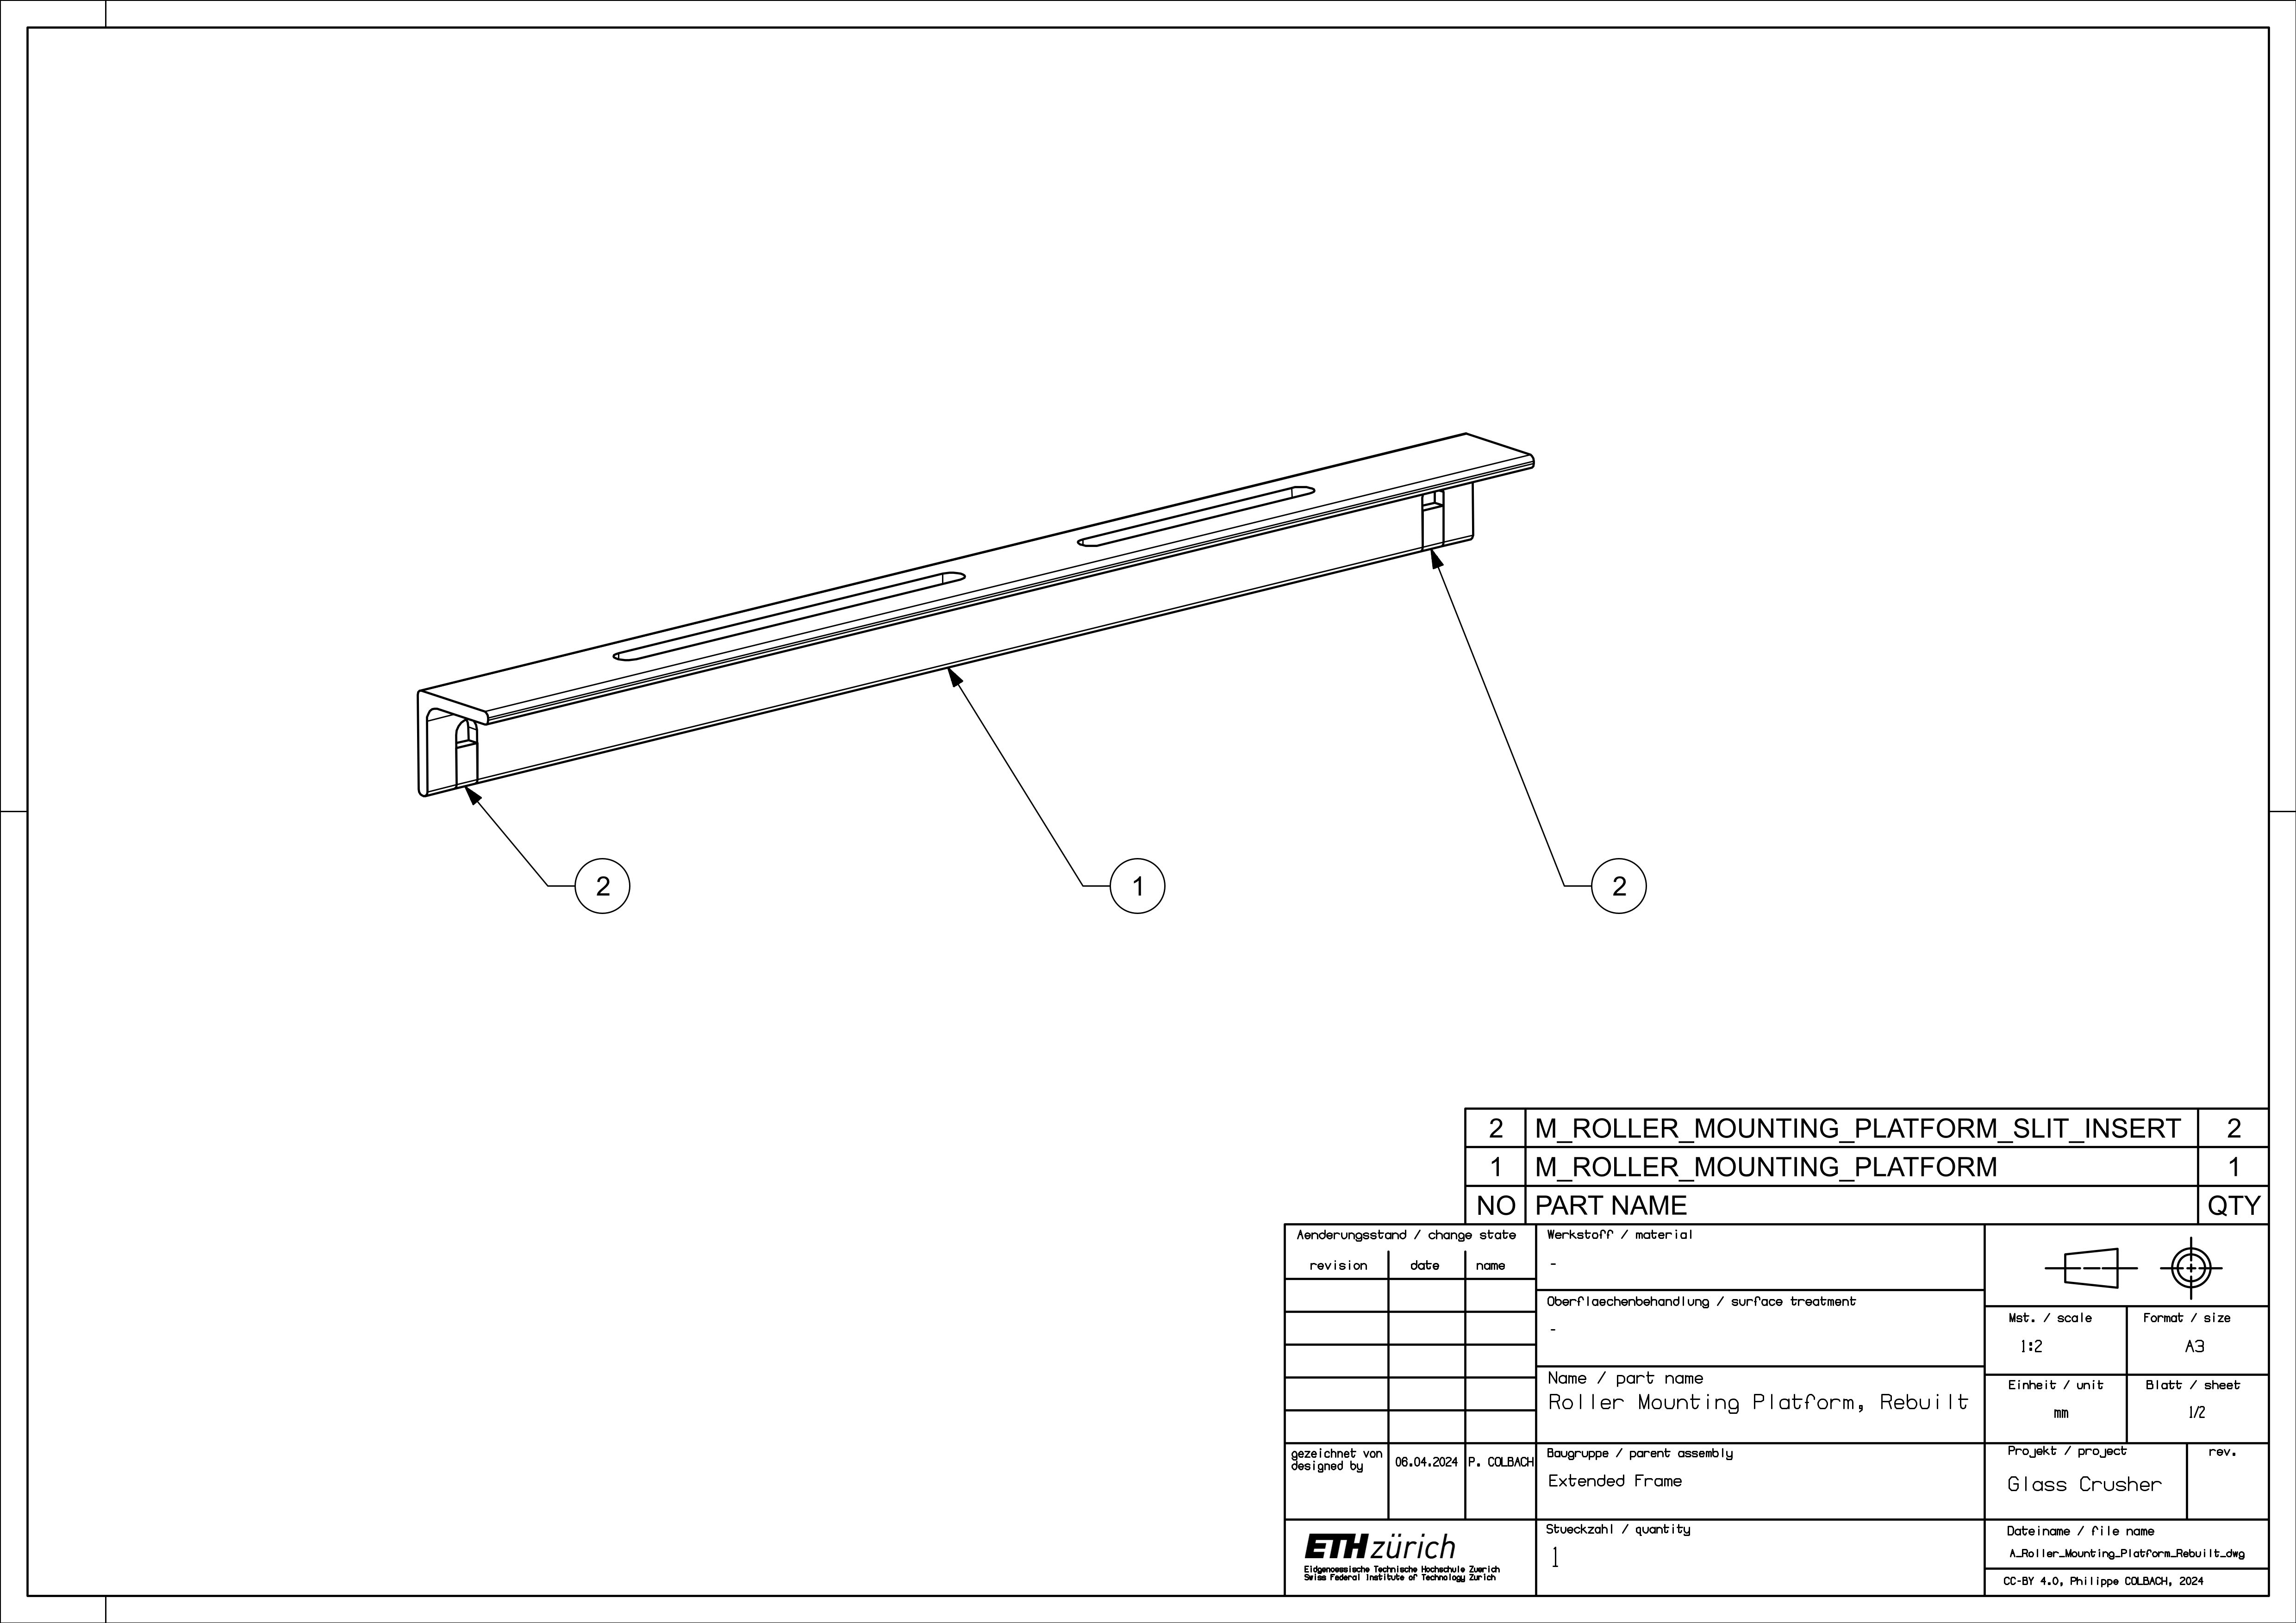 2
1
2
2 M_ROLLER_MOUNTING_PLATFORM_SLIT_INSERT 2
1 M_ROLLER_MOUNTING_PLATFORM 1
NO PART NAME QTY
Aenderungsstand / change state
revision date name
Werkstoff / material
-
Oberflaechenbehandlung / surface treatment
-
Mst. / scale
1:2
Format / size
A3
Name / part name
Roller Mounting Platform, Rebuilt
Einheit / unit
mm
Blatt / sheet
1/2
gezeichnet von
designed by
06.04.2024
P. COLBACH
Baugruppe / parent assembly
Extended Frame
Projekt / project
Glass Crusher
rev.
ETH zürich
Eidgenoessische Technische Hochschule Zuerich
Swiss Federal Institute of Technology Zurich
Stueckzahl / quantity
1
Dateiname / file name
A_Roller_Mounting_Platform_Rebuilt_dwg
CC-BY 4.0, Philippe COLBACH, 2024